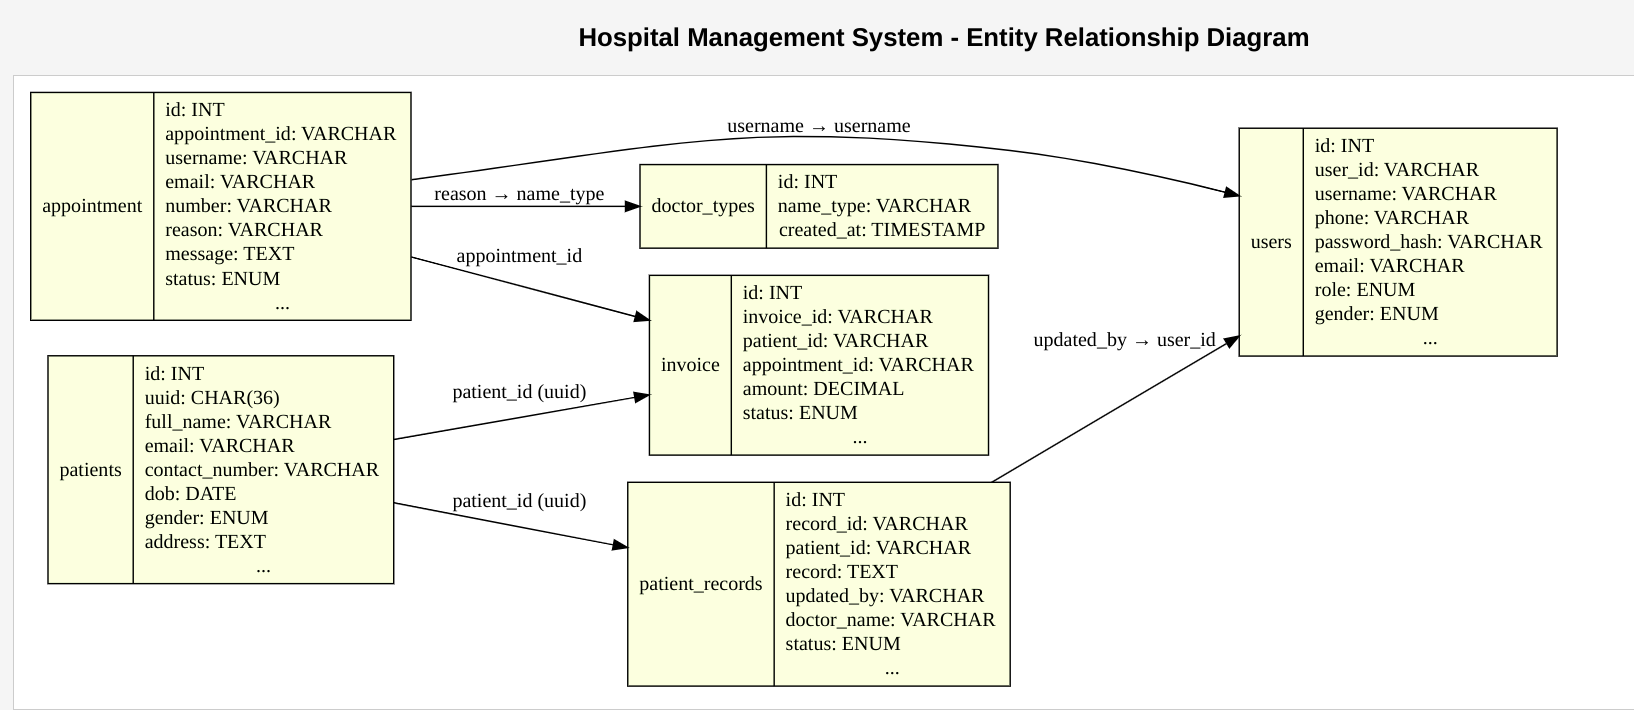 Hospital Management System - Entity Relationship Diagram
appointment
id: INT
appointment_id: VARCHAR
username: VARCHAR
email: VARCHAR
number: VARCHAR
reason: VARCHAR
message: TEXT
status: ENUM
...
username → username
reason → name_type
appointment_id
doctor_types
id: INT
name_type: VARCHAR
created_at: TIMESTAMP
users
id: INT
user_id: VARCHAR
username: VARCHAR
phone: VARCHAR
password_hash: VARCHAR
email: VARCHAR
role: ENUM
gender: ENUM
...
invoice
id: INT
invoice_id: VARCHAR
patient_id: VARCHAR
appointment_id: VARCHAR
amount: DECIMAL
status: ENUM
...
updated_by → user_id
patients
id: INT
uuid: CHAR(36)
full_name: VARCHAR
email: VARCHAR
contact_number: VARCHAR
dob: DATE
gender: ENUM
address: TEXT
...
patient_id (uuid)
patient_id (uuid)
patient_records
id: INT
record_id: VARCHAR
patient_id: VARCHAR
record: TEXT
updated_by: VARCHAR
doctor_name: VARCHAR
status: ENUM
...